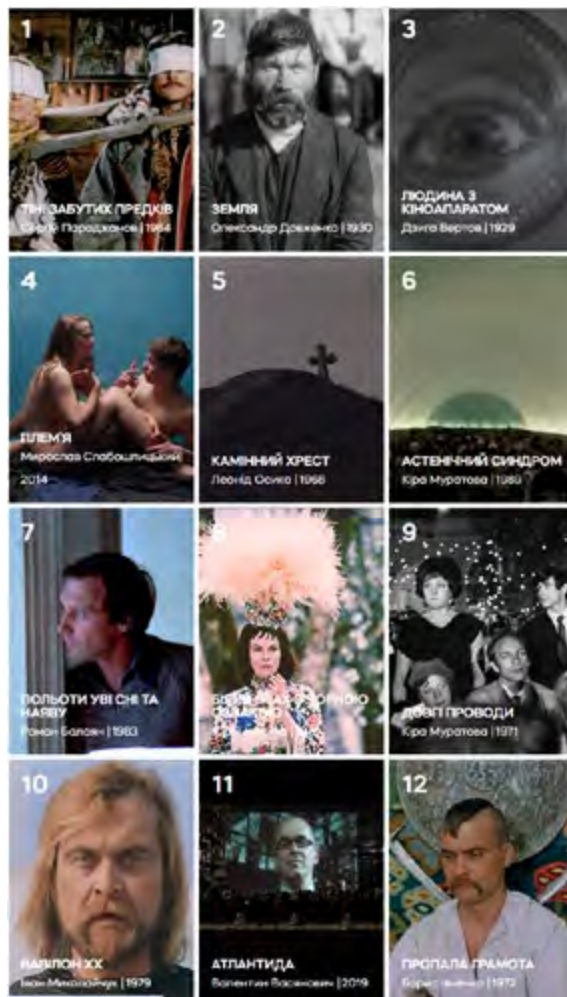 1
ТІНІ ЗАБУТИХ ПРЕДКІВ
Сергій Параджанов | 1964
2
ЗЕМЛЯ
Олександр Довженко | 1930
3
ЛЮДИНА З
КІНОАПАРАТОМ
Дзига Вертов | 1929
4
ПЛЕМ'Я
Мирослав Слабошпицький
2014
5
КАМІННИЙ ХРЕСТ
Леонід Осика | 1968
6
АСТЕНІЧНИЙ СИНДРОМ
Кіра Муратова | 1989
7
ПОЛЬОТИ УВІ СНІ ТА
НАЯВУ
Роман Балаян | 1983
8
9
ДОВГІ ПРОВОДИ
Кіра Муратова | 1971
10
ВАВІЛОН ХХ
Іван Миколайчук | 1979
11
АТЛАНТИДА
Валентин Васянович | 2019
12
ПРОПАЛА ГРАМОТА
Борис Івченко | 1972